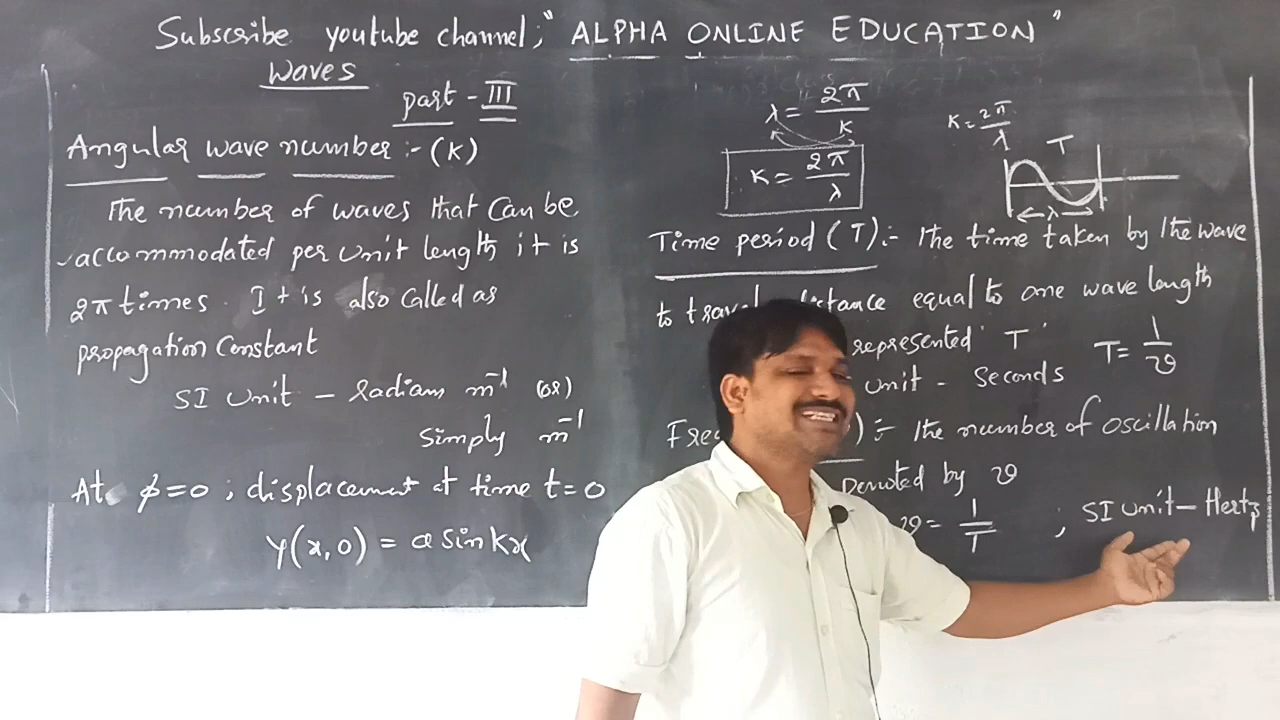 Subscribe youtube channel; "ALPHA ONLINE EDUCATION"
Waves
part - III
Angular wave number :- (K)
The number of waves that can be
accommodated per unit length it is
2π times. It is also called as
propagation Constant
SI unit - radian m⁻¹ (or)
simply m⁻¹
At ϕ=0 ; displacement at time t=0
y(x,0) = a sin kx
λ = 2π/K
K = 2π/λ
K = 2π/λ
T
λ
Time period (T) :- The time taken by the wave
to distance equal to one wave length
represented 'T' T = 1/ν
unit - Seconds
) :- The number of oscillation
Denoted by ν
ν = 1/T ; SI unit - Hertz